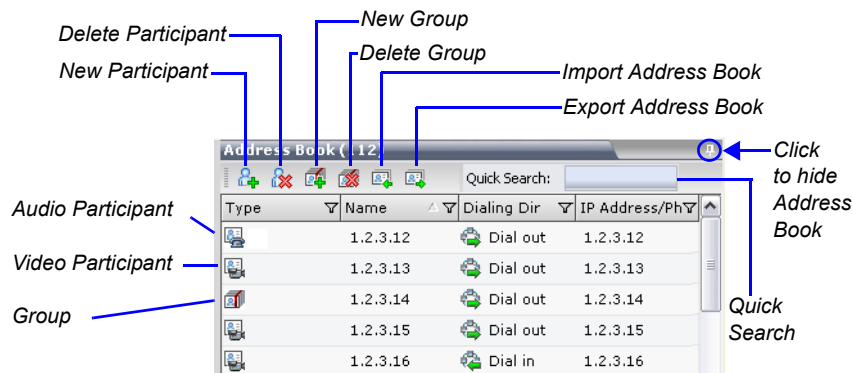 New Group
Delete Participant
Delete Group
New Participant
Import Address Book
Export Address Book
Address Book (112)
Click
to hide
Address
Book
Quick Search:
Type Name Dialing Dir IP Address/Ph
Audio Participant
1.2.3.12 Dial out 1.2.3.12
Video Participant
1.2.3.13 Dial out 1.2.3.13
Group
1.2.3.14 Dial out 1.2.3.14
Quick
Search
1.2.3.15 Dial out 1.2.3.15
1.2.3.16 Dial in 1.2.3.16